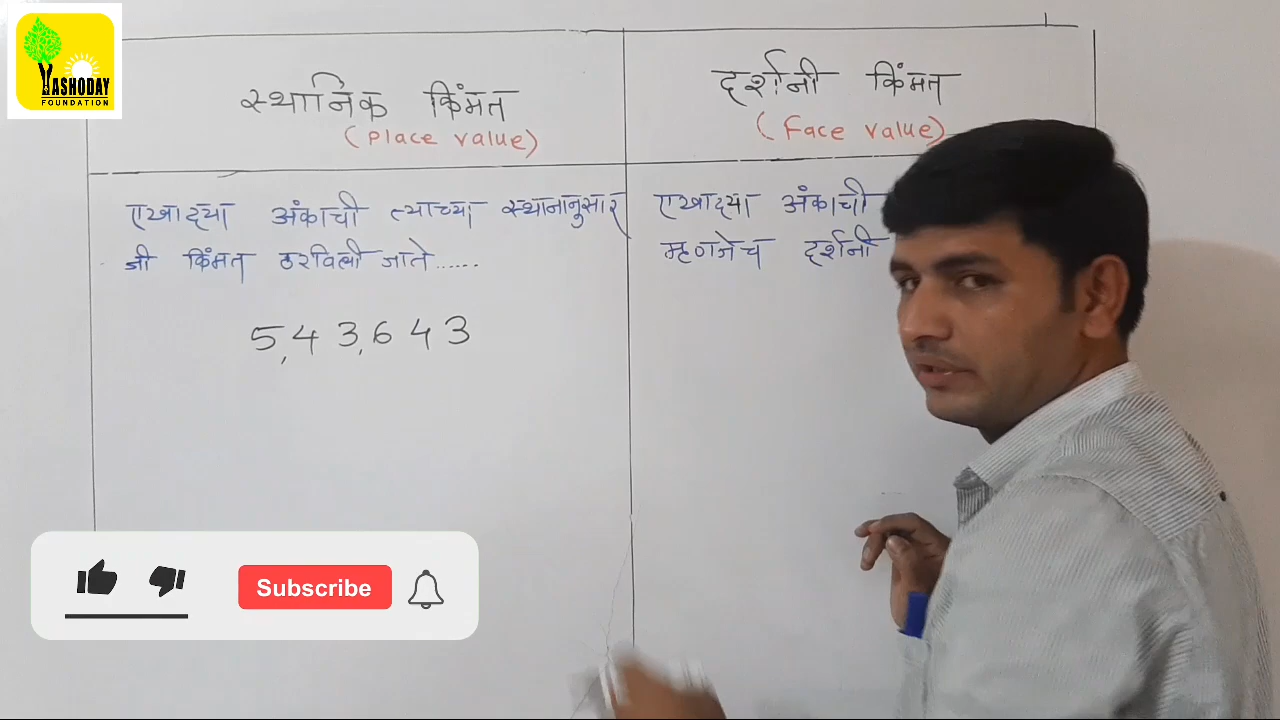 YASHODAY
FOUNDATION
स्थानिक किंमत
(Place value)
दर्शनी किंमत
(Face value)
एखाद्या अंकाची त्याच्या स्थानानुसार
जी किंमत ठरविली जाते......
एखाद्या अंकाची
म्हणजेच दर्शनी
5,43,643
Subscribe